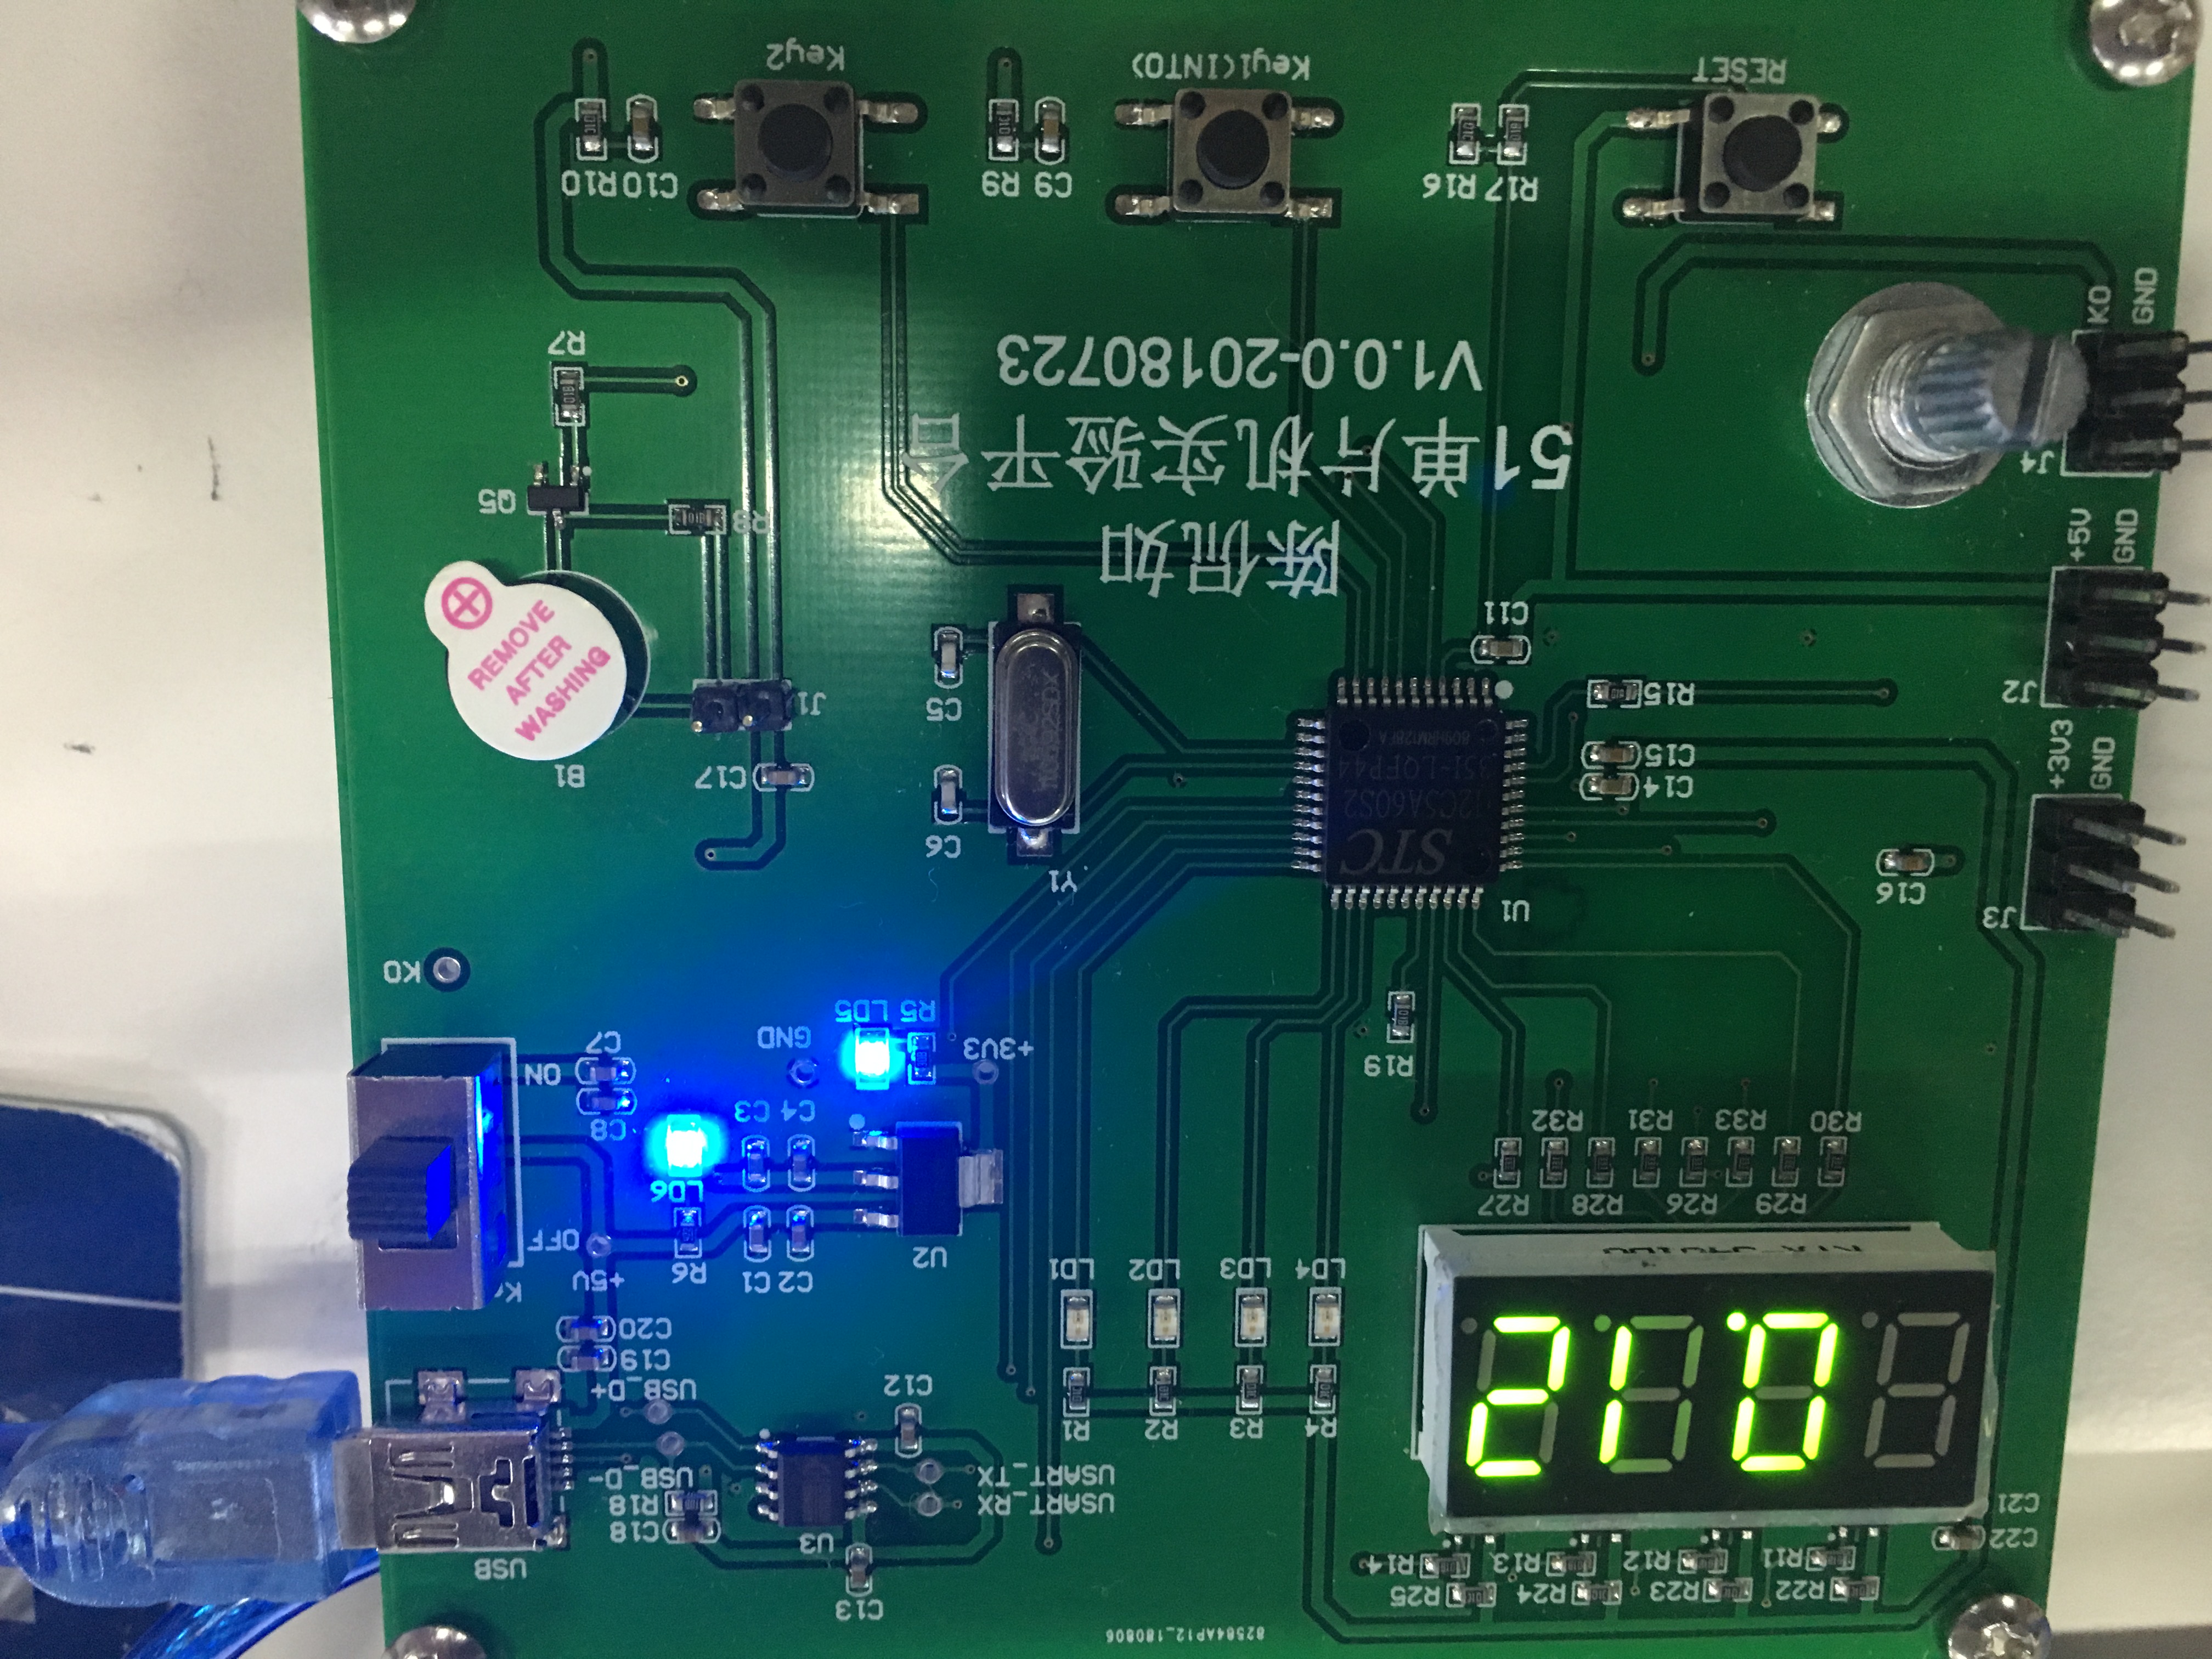 82584AP12_180806
R22
R23
R24
R25
R11
R12
R13
R14
C22
C21
0.12
C13
U3
USB
USART_RX
USART_TX
C18
R18
USB_D-
C12
USB_D+
C19
C20
R4
R3
R2
R1
LD4
LD3
LD2
LD1
+5V
OFF
U2
C2
C1
R6
LD6
C4
C3
C8
C7
ON
R29
R26
R28
R27
R30
R33
R31
R32
R19
+3V3
R5
LD5
GND
K0
J3
GND
+3V3
C16
U1
STC
12C5A60S2
35I-LQFP44
C14
C15
R15
C11
Y1
C6
C5
C17
J1
B1
REMOVE
AFTER
WASHING
J2
GND
+5V
J4
GND
K0
陈侃如
51单片机实验平台
V1.0.0-20180723
R8
Q5
R7
RESET
R17
R16
Key1(INT0)
C9
R9
Key2
C10
R10